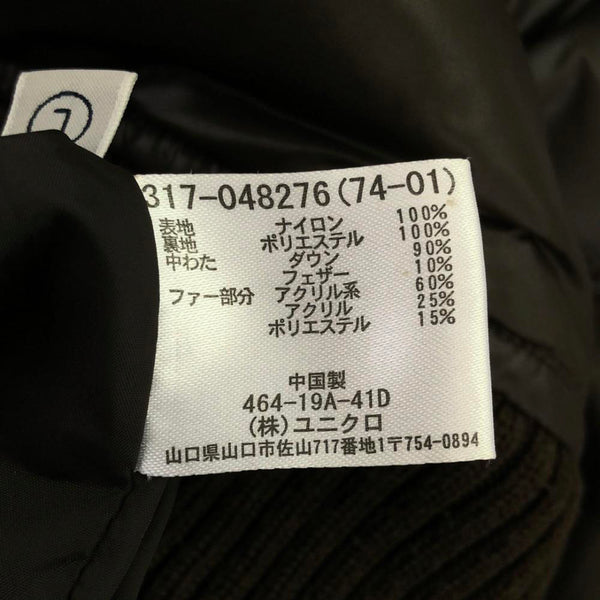 L
317-048276(74-01)
表地 ナイロン 100%
裏地 ポリエステル 100%
中わた ダウン 90%
フェザー 10%
ファー部分 アクリル系 60%
アクリル 25%
ポリエステル 15%
中国製
464-19A-41D
(株)ユニクロ
山口県山口市佐山717番地1〒754-0894